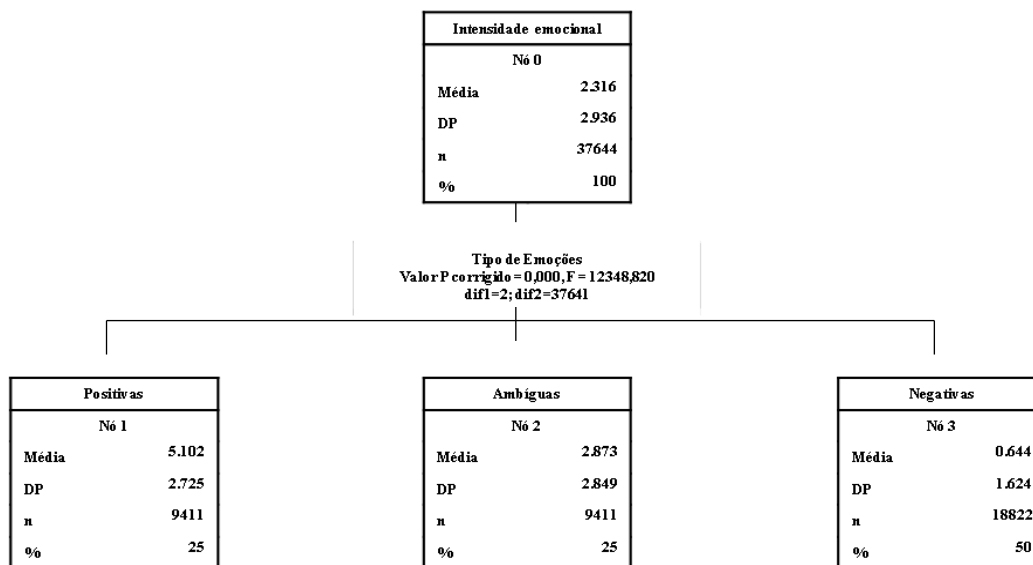 Intensidade emocional
Nó 0
Média 2.316
DP 2.936
n 37644
% 100
Tipo de Emoções
Valor P corrigido = 0,000, F = 12348,820
dif1=2; dif2=37641
Positivas
Nó 1
Média 5.102
DP 2.725
n 9411
% 25
Ambíguas
Nó 2
Média 2.873
DP 2.849
n 9411
% 25
Negativas
Nó 3
Média 0.644
DP 1.624
n 18822
% 50